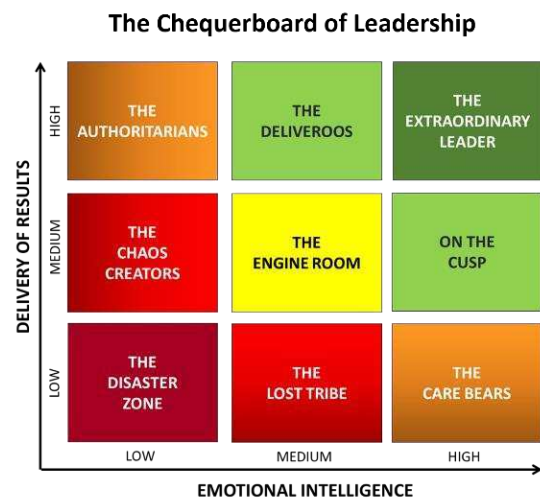 The Chequerboard of Leadership
DELIVERY OF RESULTS
HIGH
THE
AUTHORITARIANS
THE
DELIVEROOS
THE
EXTRAORDINARY
LEADER
MEDIUM
THE
CHAOS
CREATORS
THE
ENGINE ROOM
ON THE
CUSP
LOW
THE
DISASTER
ZONE
THE
LOST TRIBE
THE
CARE BEARS
LOW
MEDIUM
HIGH
EMOTIONAL INTELLIGENCE